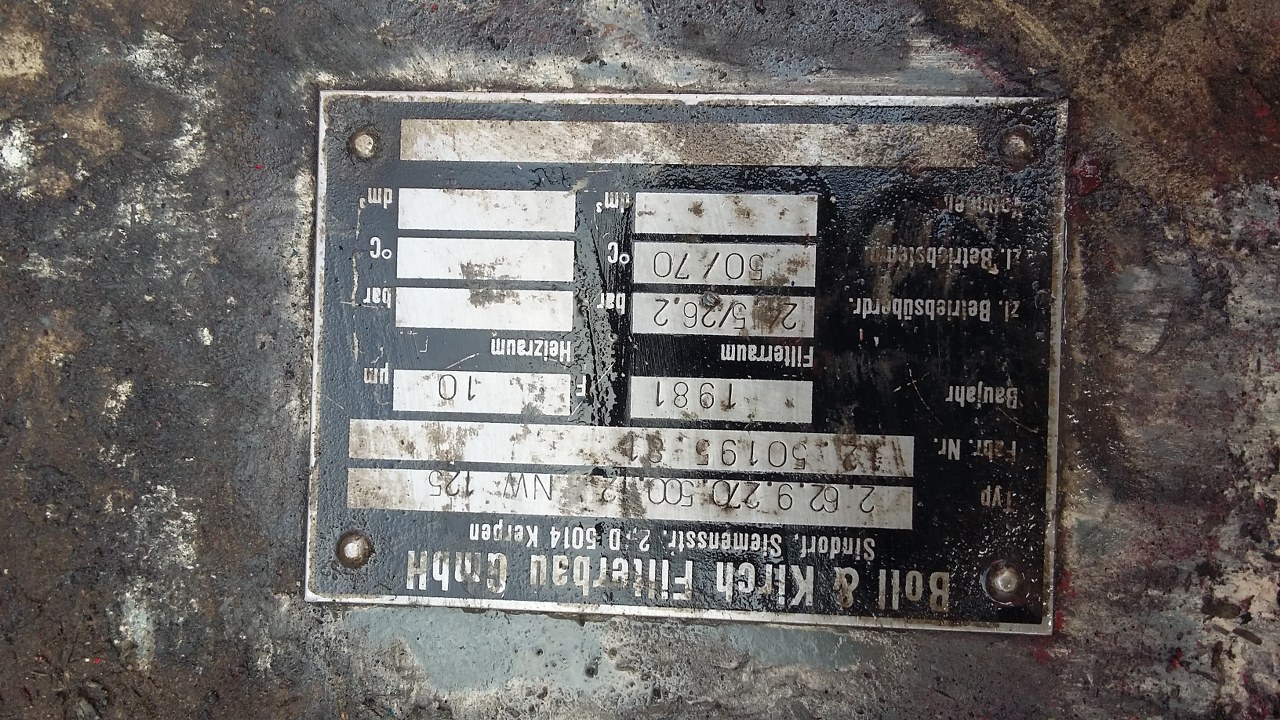 Boll & Kirch Filterbau GmbH
Sindorf, Siemensstr. 2, D 5014 Kerpen
Typ 2.62.9.270.500 NW 125
Fabr. Nr. 50195
Baujahr 1981 F 10 µm
Filterraum Heizraum
zl. Betriebsüberdr. bar bar
zl. Betriebstemp. 50/70 °C °C
dm³ dm³